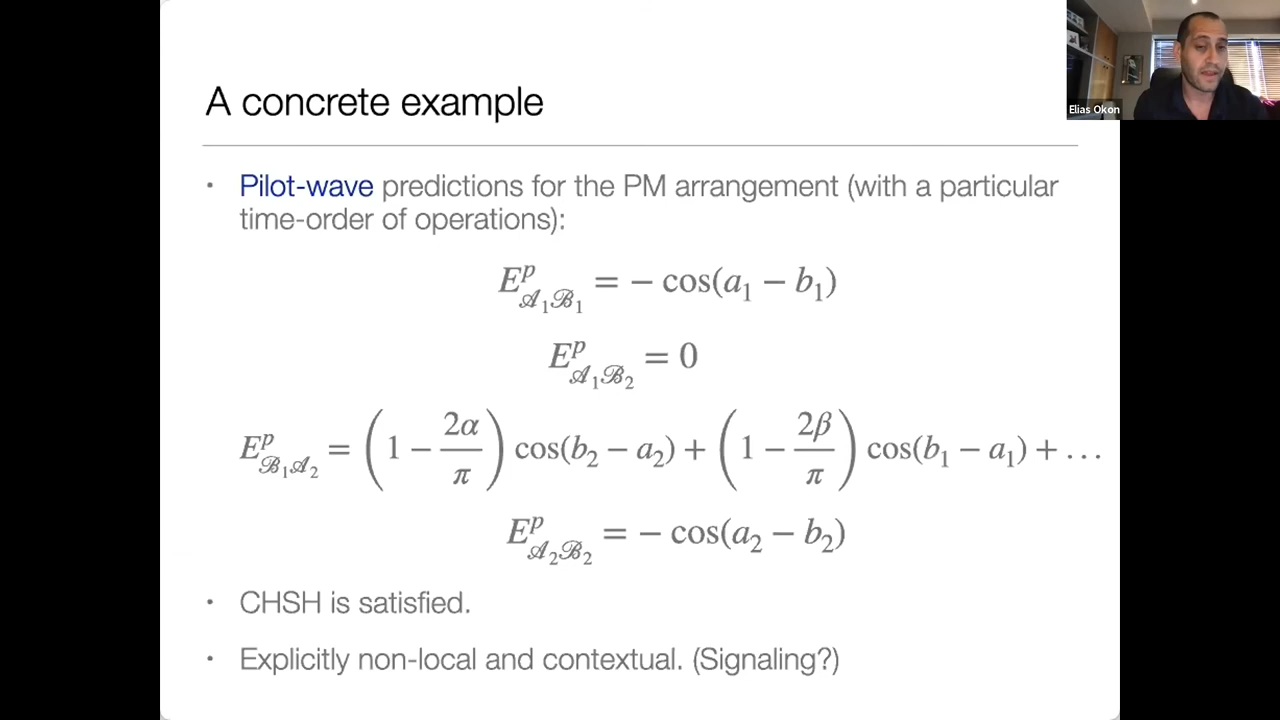 Elias Okon
A concrete example
• Pilot-wave predictions for the PM arrangement (with a particular
time-order of operations):
E^p_{𝒜₁ℬ₁} = − cos(a₁ − b₁)
E^p_{𝒜₁ℬ₂} = 0
E^p_{ℬ₁𝒜₂} = (1 − 2α/π) cos(b₂ − a₂) + (1 − 2β/π) cos(b₁ − a₁) + …
E^p_{𝒜₂ℬ₂} = − cos(a₂ − b₂)
• CHSH is satisfied.
• Explicitly non-local and contextual. (Signaling?)